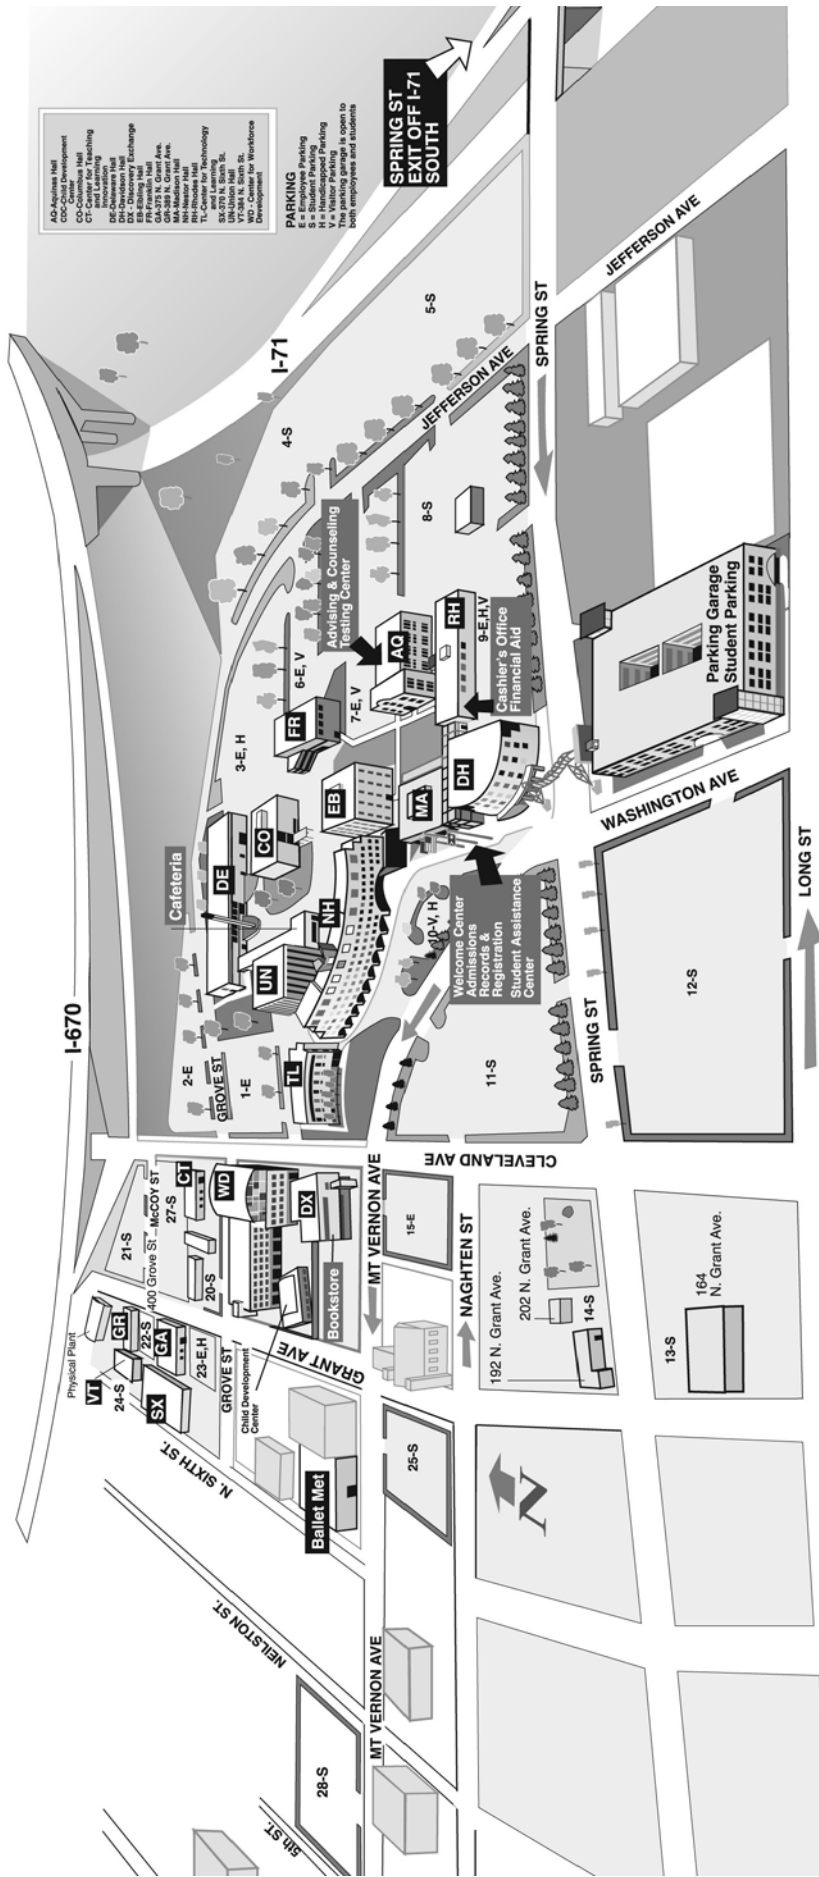 AQ-Aquinas Hall
CDC-Child Development
Center
CO-Columbus Hall
CT- Center for Teaching
and Learning
Innovation
DE-Delaware Hall
DH-Davidson Hall
DX - Discovery Exchange
EB-Eibling Hall
FR-Franklin Hall
GA-375 N. Grant Ave.
GR-389 N. Grant Ave.
MA-Madison Hall
NH-Nestor Hall
RH-Rhodes Hall
TL-Center for Technology
and Learning
SX-370 N. Sixth St.
UN-Union Hall
VT-384 N. Sixth St.
WD - Center for Workforce
Development
PARKING
E = Employee Parking
S = Student Parking
H = Handicapped Parking
V = Visitor Parking
The parking garage is open to
both employees and students
SPRING ST
EXIT OFF I-71
SOUTH
I-670
I-71
Physical Plant
VT
24-S
GR
22-S
GA
SX
23-E,H
N. SIXTH ST.
21-S
400 Grove St
McCOY ST
27-S
CT
20-S
WD
DX
GROVE ST
Child Development
Center
GRANT AVE
Bookstore
Ballet Met
NEILSTON ST.
28-S
5th ST.
MT VERNON AVE
MT VERNON AVE
25-S
15-E
CLEVELAND AVE
NAGHTEN ST
192 N. Grant Ave.
202 N. Grant Ave.
14-S
13-S
164
N. Grant Ave.
N
2-E
GROVE ST
1-E
TL
Cafeteria
UN
DE
CO
NH
EB
3-E, H
FR
6-E, V
7-E, V
4-S
5-S
Advising & Counseling
Testing Center
AQ
8-S
RH
9-E,H,V
MA
DH
Cashier's Office
Financial Aid
10-V, H
Welcome Center
Admissions
Records &
Registration
Student Assistance
Center
11-S
JEFFERSON AVE
SPRING ST
SPRING ST
JEFFERSON AVE
Parking Garage
Student Parking
WASHINGTON AVE
12-S
LONG ST